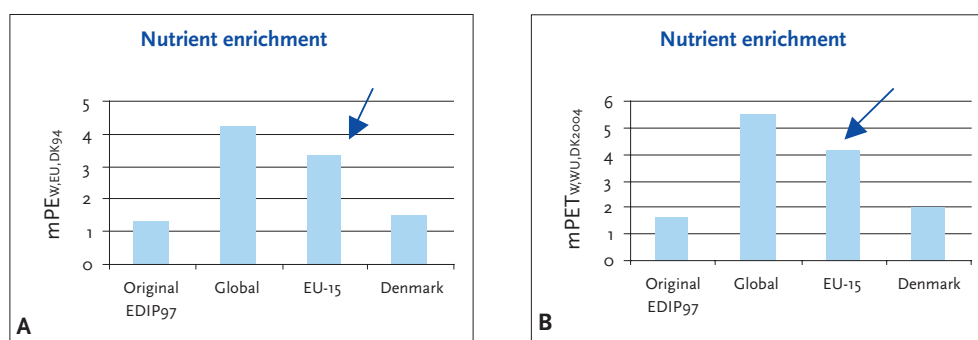 Nutrient enrichment
mPEW,EU,DK94
5
4
3
2
1
0
Original
EDIP97
Global
EU-15
Denmark
A
Nutrient enrichment
mPETW,WU,DK2004
6
5
4
3
2
1
0
Original
EDIP97
Global
EU-15
Denmark
B